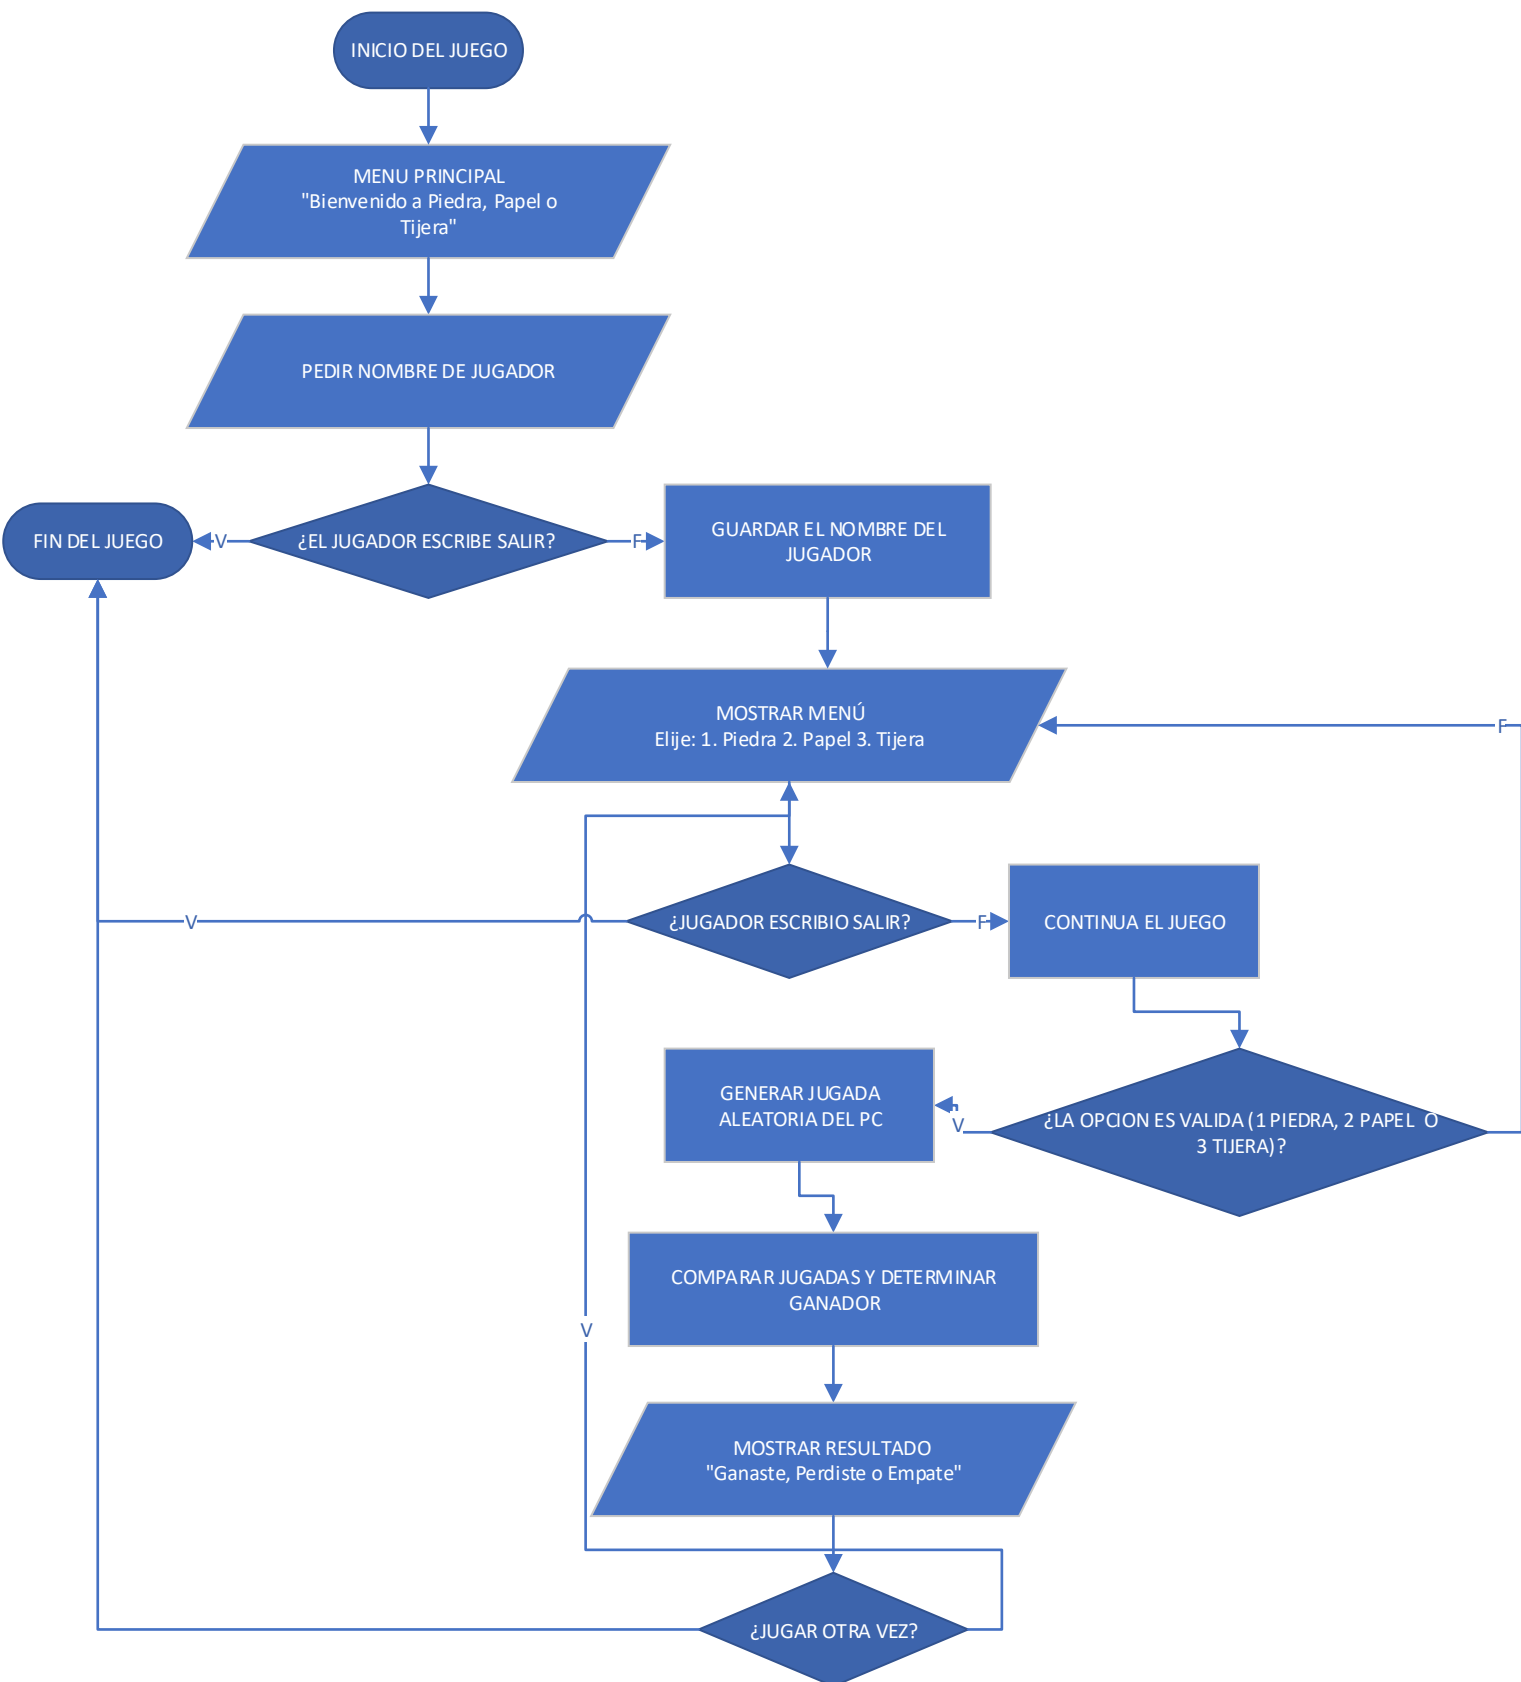 INICIO DEL JUEGO
MENU PRINCIPAL
"Bienvenido a Piedra, Papel o
Tijera"
PEDIR NOMBRE DE JUGADOR
¿EL JUGADOR ESCRIBE SALIR?
V
FIN DEL JUEGO
F
GUARDAR EL NOMBRE DEL
JUGADOR
MOSTRAR MENÚ
Elije: 1. Piedra 2. Papel 3. Tijera
F
¿JUGADOR ESCRIBIO SALIR?
V
F
CONTINUA EL JUEGO
¿LA OPCION ES VALIDA (1 PIEDRA, 2 PAPEL O
3 TIJERA)?
V
GENERAR JUGADA
ALEATORIA DEL PC
COMPARAR JUGADAS Y DETERMINAR
GANADOR
V
MOSTRAR RESULTADO
"Ganaste, Perdiste o Empate"
¿JUGAR OTRA VEZ?